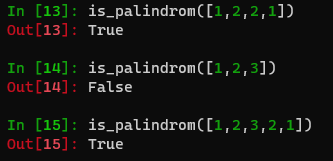 In [13]: is_palindrom([1,2,2,1])
Out[13]: True
In [14]: is_palindrom([1,2,3])
Out[14]: False
In [15]: is_palindrom([1,2,3,2,1])
Out[15]: True